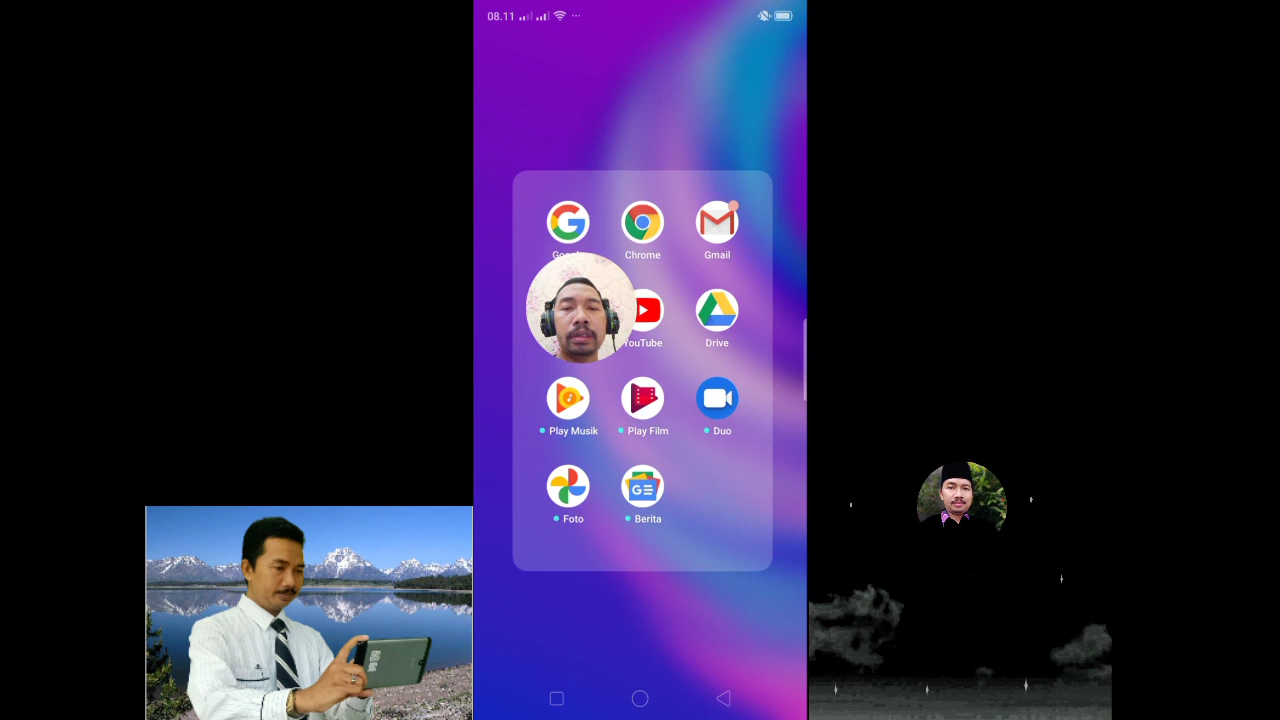 08.11
Chrome
Gmail
YouTube
Drive
Play Musik
Play Film
Duo
Foto
Berita